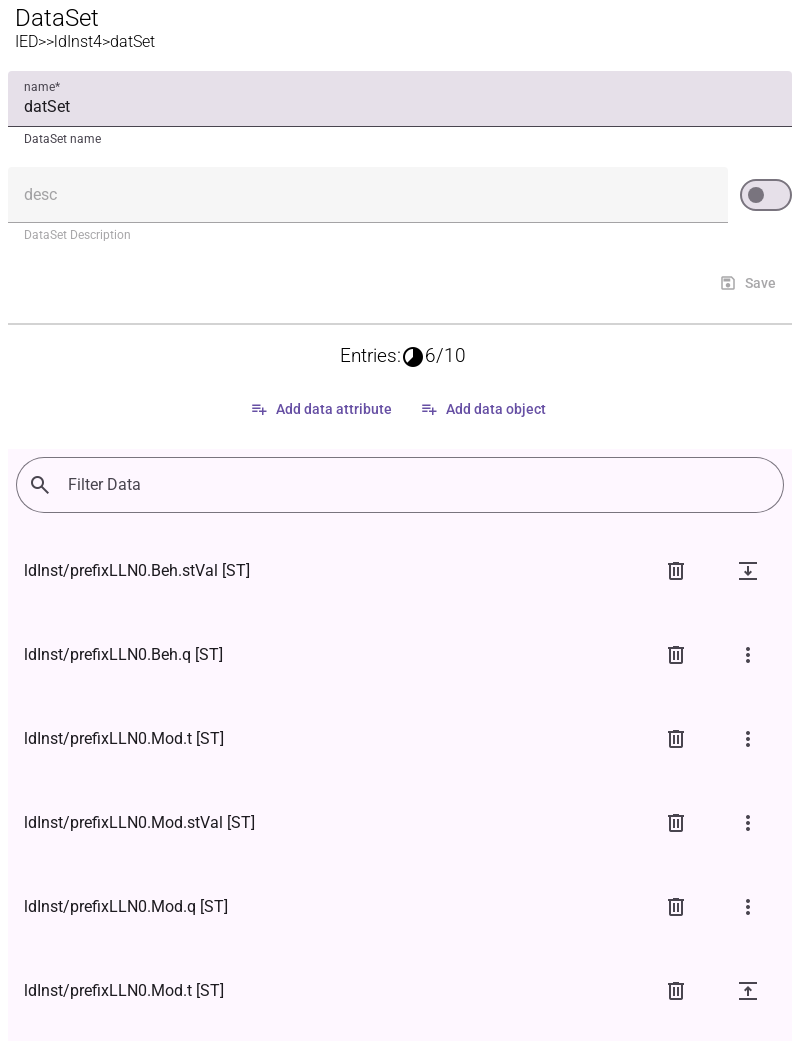 DataSet
IED>>ldInst4>datSet
name*
datSet
DataSet name
desc
DataSet Description
Save
Entries: 6/10
Add data attribute Add data object
Filter Data
ldInst/prefixLLN0.Beh.stVal [ST]
ldInst/prefixLLN0.Beh.q [ST]
ldInst/prefixLLN0.Mod.t [ST]
ldInst/prefixLLN0.Mod.stVal [ST]
ldInst/prefixLLN0.Mod.q [ST]
ldInst/prefixLLN0.Mod.t [ST]